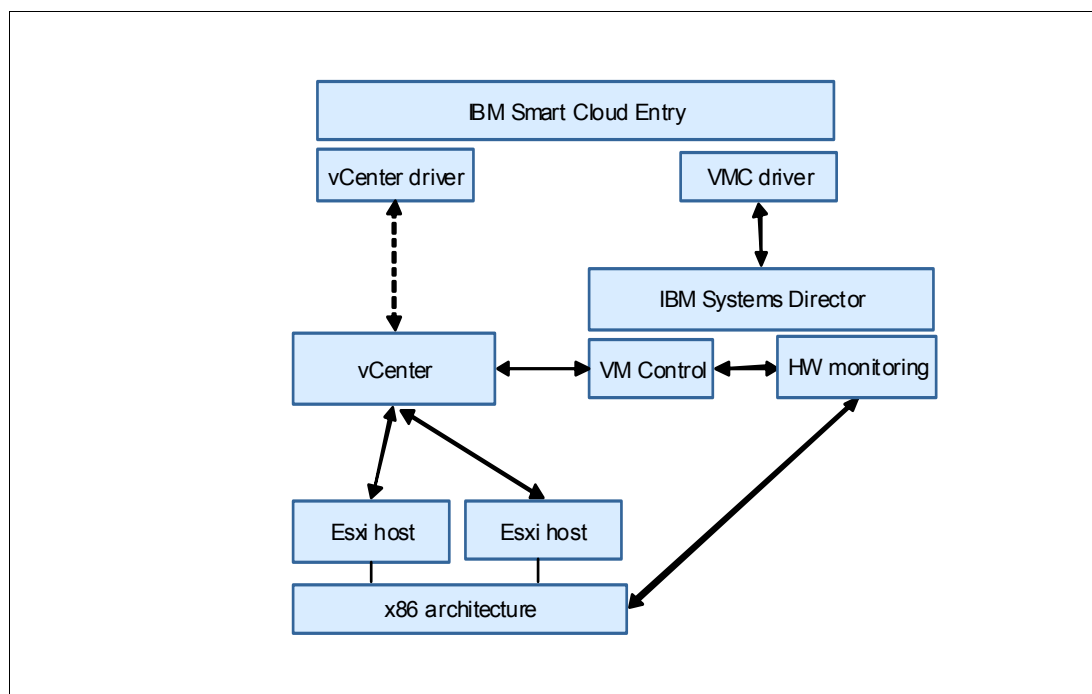 IBM Smart Cloud Entry
vCenter driver
VMC driver
IBM Systems Director
vCenter
VM Control
HW monitoring
Esxi host
Esxi host
x86 architecture